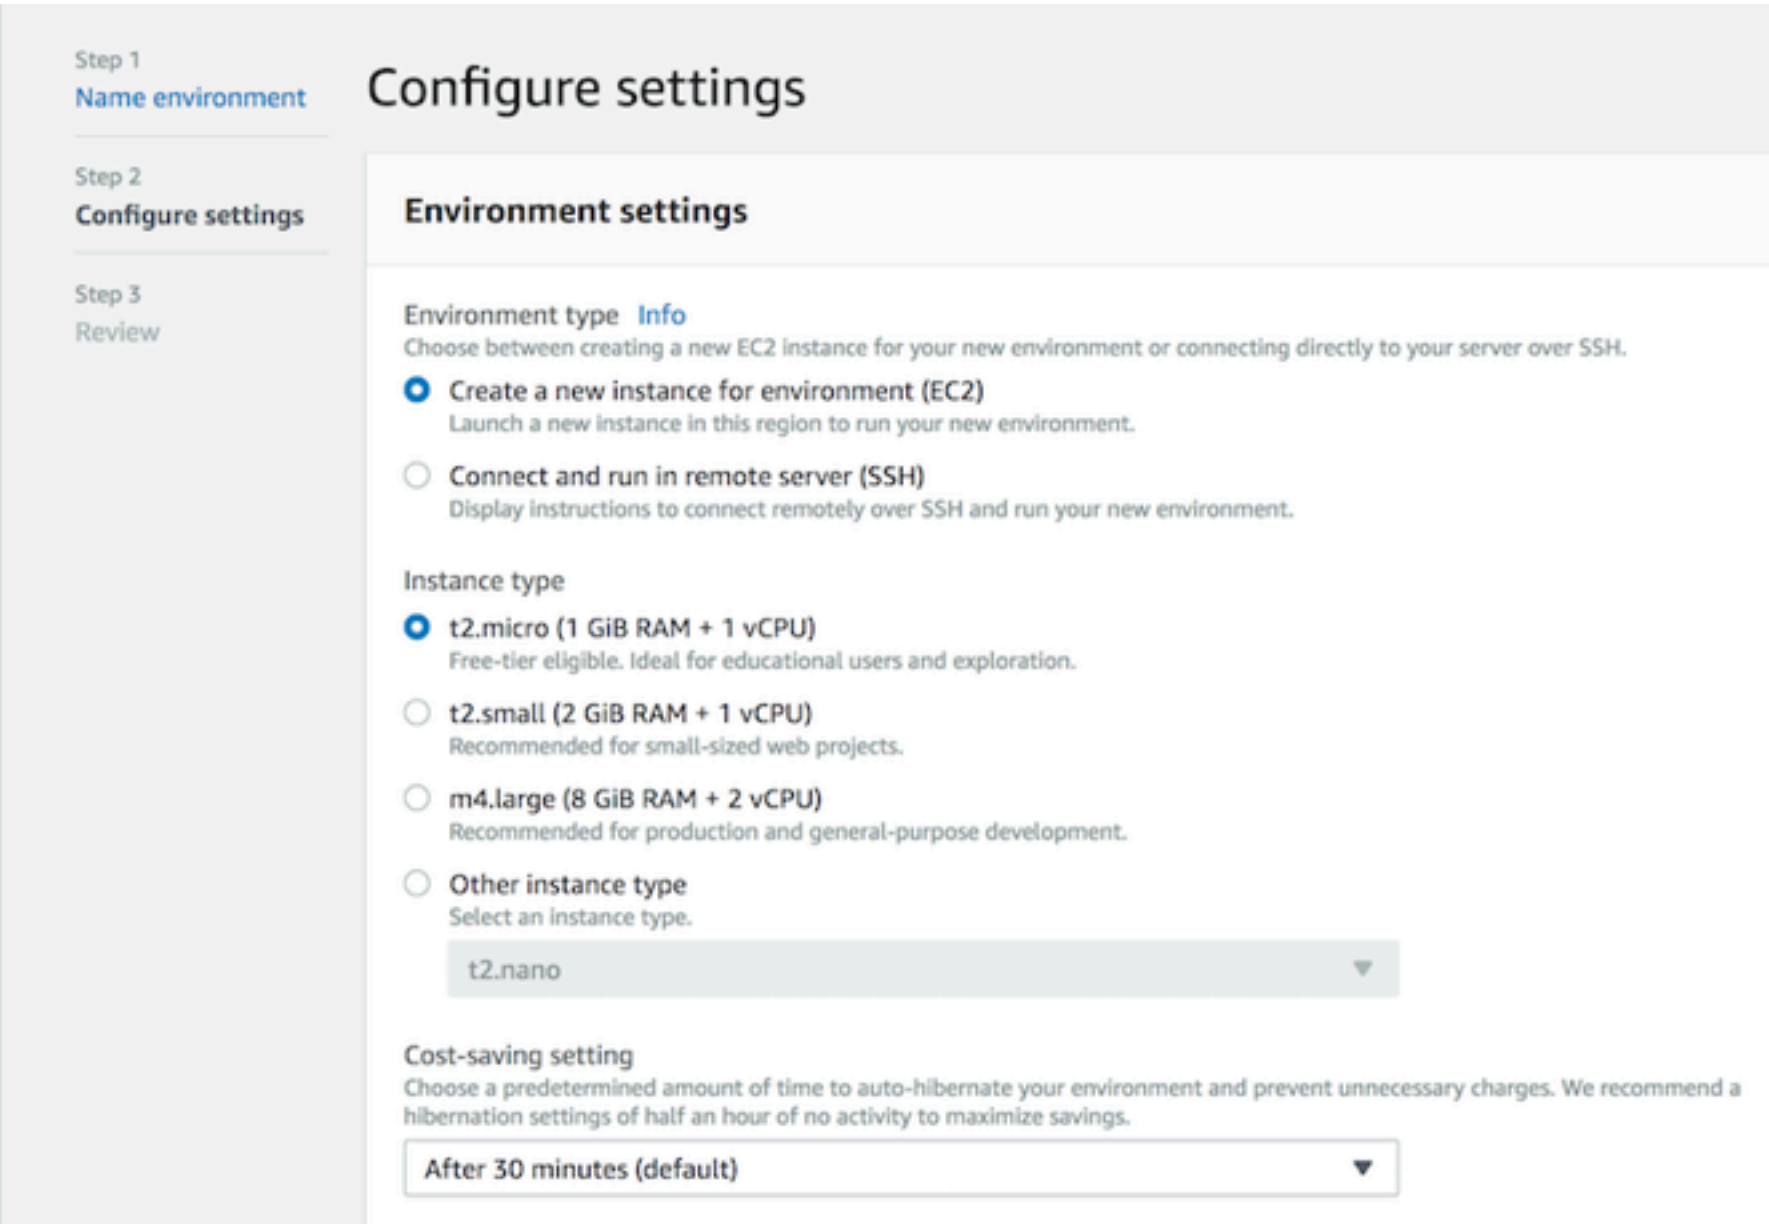 Step 1
Name environment
Step 2
Configure settings
Step 3
Review
Configure settings
Environment settings
Environment type Info
Choose between creating a new EC2 instance for your new environment or connecting directly to your server over SSH.
Create a new instance for environment (EC2)
Launch a new instance in this region to run your new environment.
Connect and run in remote server (SSH)
Display instructions to connect remotely over SSH and run your new environment.
Instance type
t2.micro (1 GiB RAM + 1 vCPU)
Free-tier eligible. Ideal for educational users and exploration.
t2.small (2 GiB RAM + 1 vCPU)
Recommended for small-sized web projects.
m4.large (8 GiB RAM + 2 vCPU)
Recommended for production and general-purpose development.
Other instance type
Select an instance type.
t2.nano
Cost-saving setting
Choose a predetermined amount of time to auto-hibernate your environment and prevent unnecessary charges. We recommend a
hibernation settings of half an hour of no activity to maximize savings.
After 30 minutes (default)